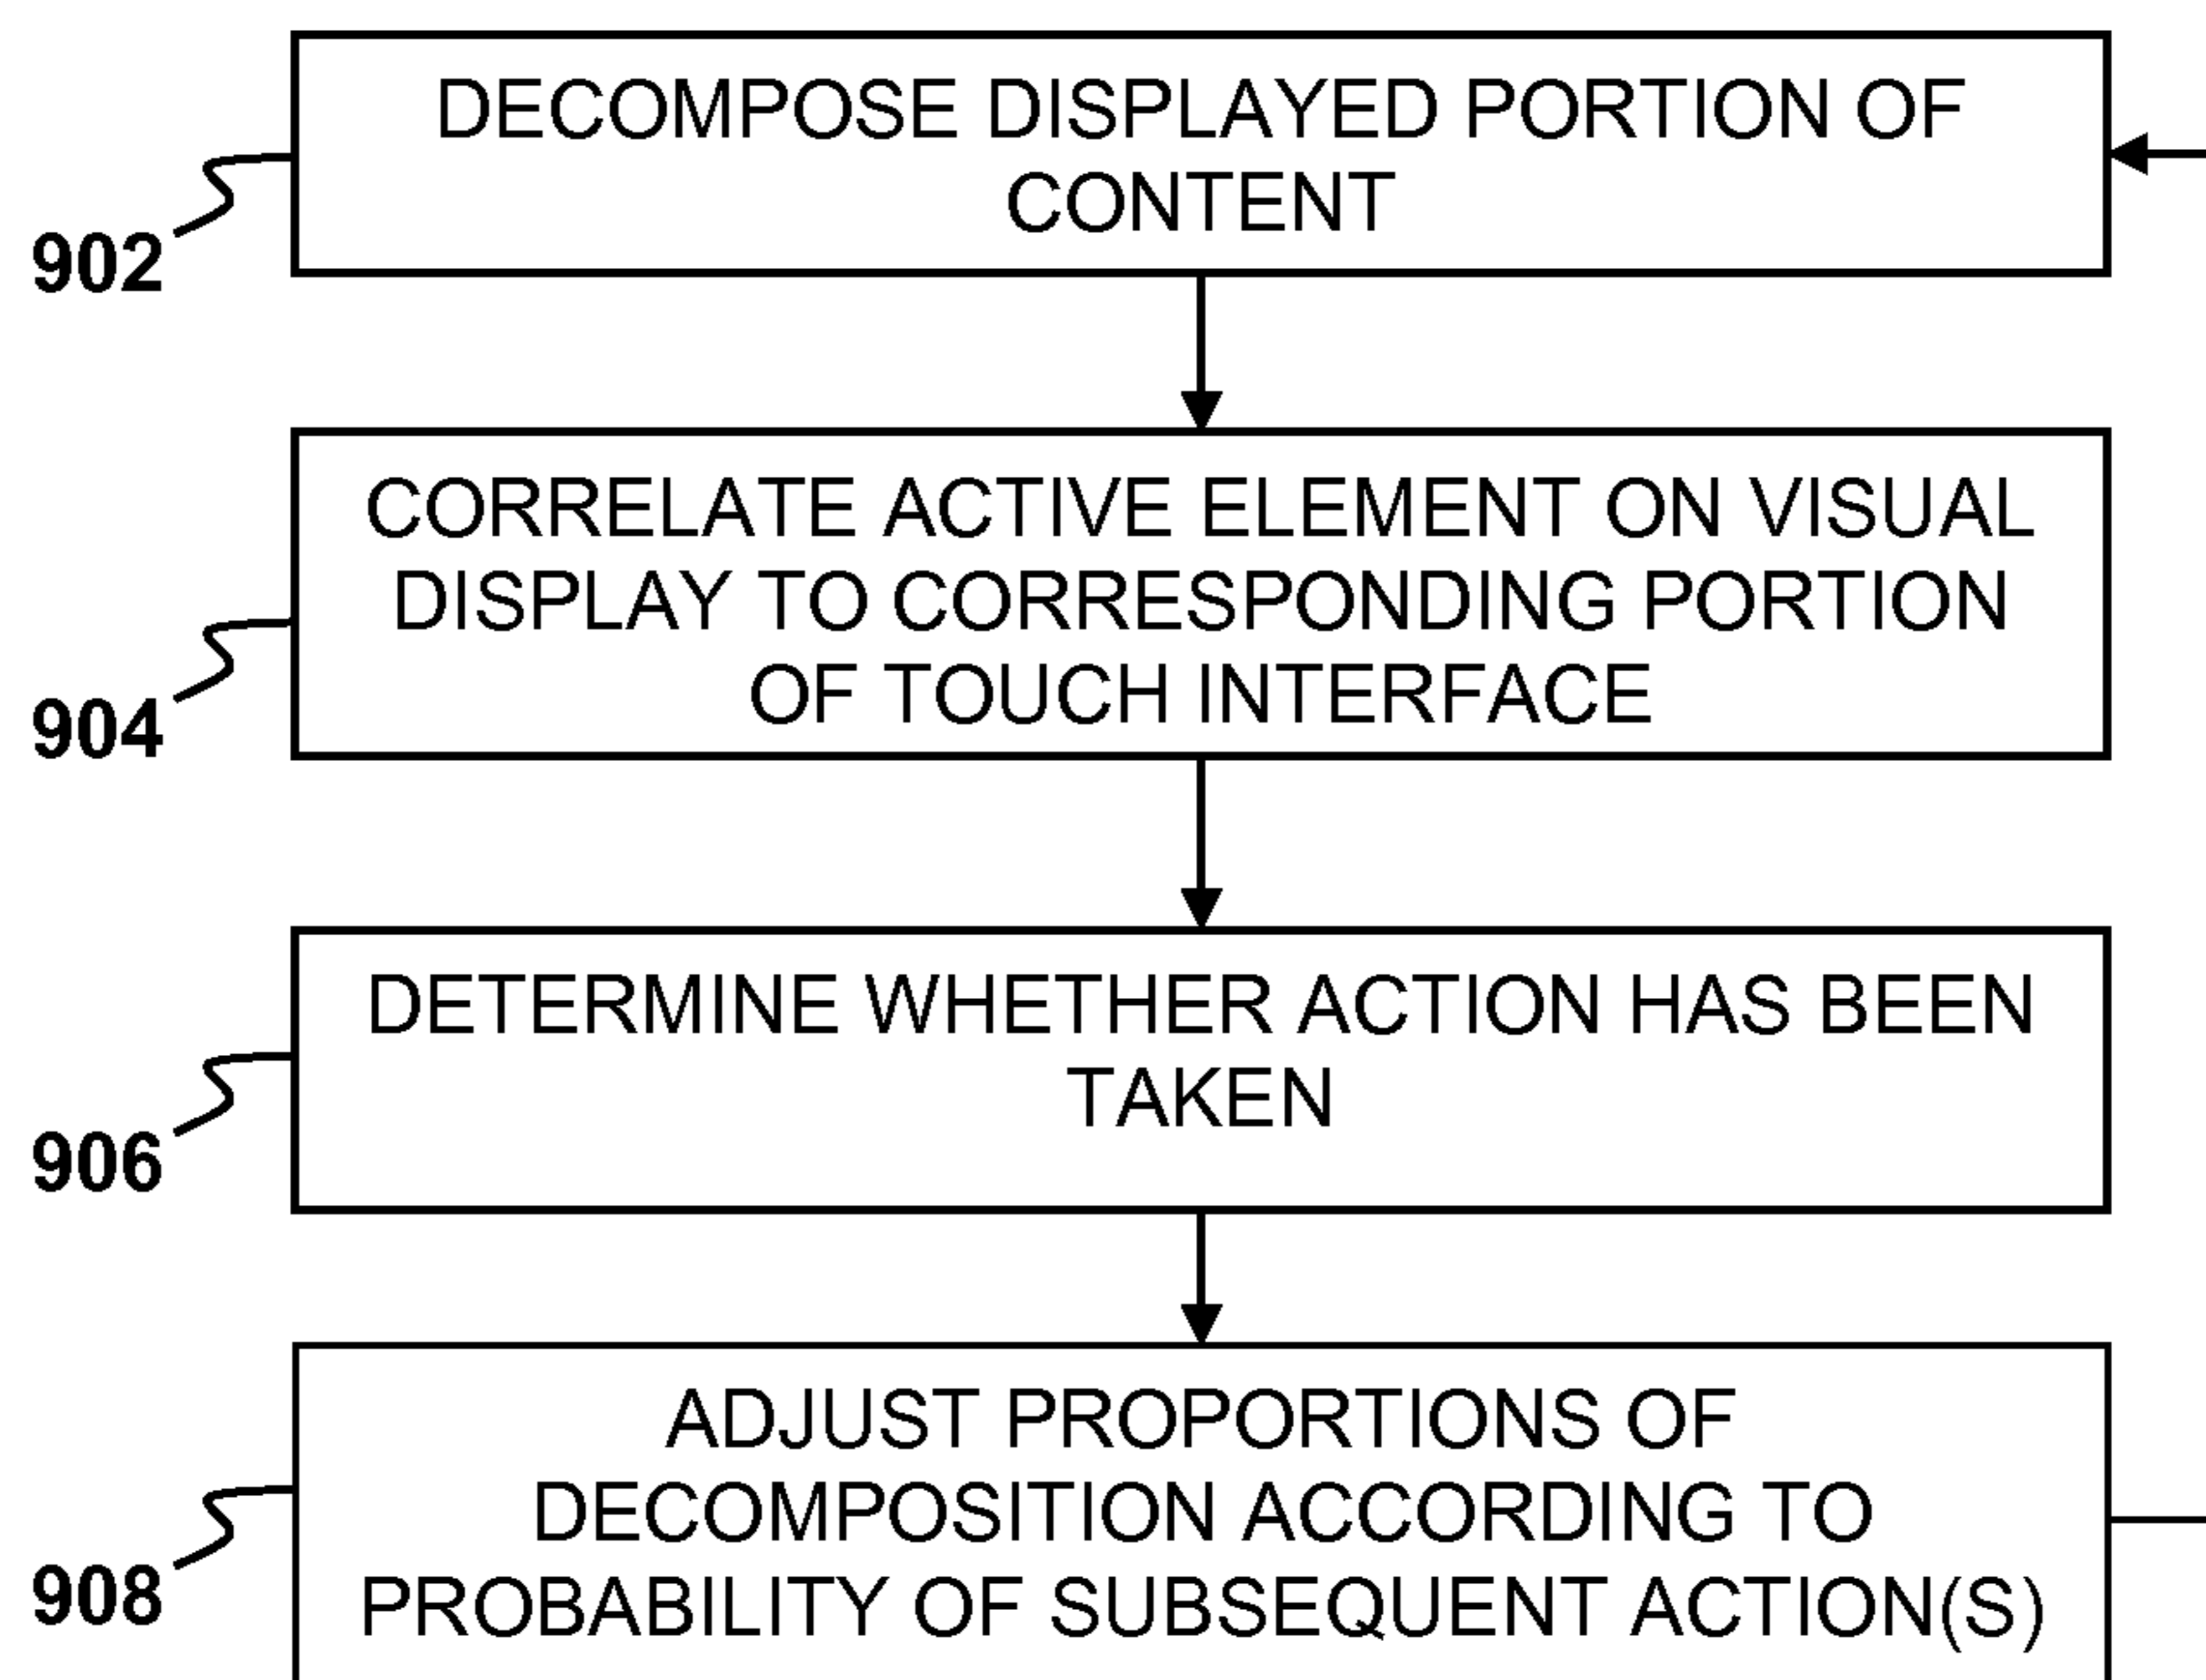 DECOMPOSE DISPLAYED PORTION OF
CONTENT
902
CORRELATE ACTIVE ELEMENT ON VISUAL
DISPLAY TO CORRESPONDING PORTION
OF TOUCH INTERFACE
904
DETERMINE WHETHER ACTION HAS BEEN
TAKEN
906
ADJUST PROPORTIONS OF
DECOMPOSITION ACCORDING TO
PROBABILITY OF SUBSEQUENT ACTION(S)
908